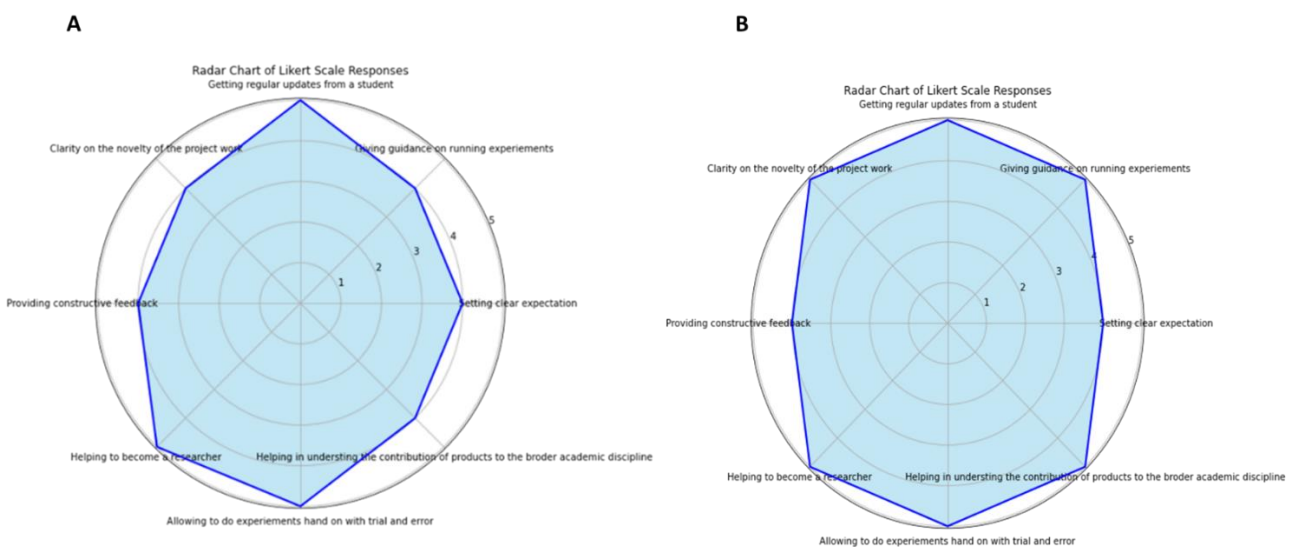 A
Radar Chart of Likert Scale Responses
Getting regular updates from a student
Clarity on the novelty of the project work
Giving guidance on running experiements
5
4
3
2
1
Providing constructive feedback
Setting clear expectation
Helping to become a researcher
Helping in understing the contribution of products to the broder academic discipline
Allowing to do experiements hand on with trial and error
B
Radar Chart of Likert Scale Responses
Getting regular updates from a student
Clarity on the novelty of the project work
Giving guidance on running experiements
5
4
3
2
1
Providing constructive feedback
Setting clear expectation
Helping to become a researcher
Helping in understing the contribution of products to the broder academic discipline
Allowing to do experiements hand on with trial and error